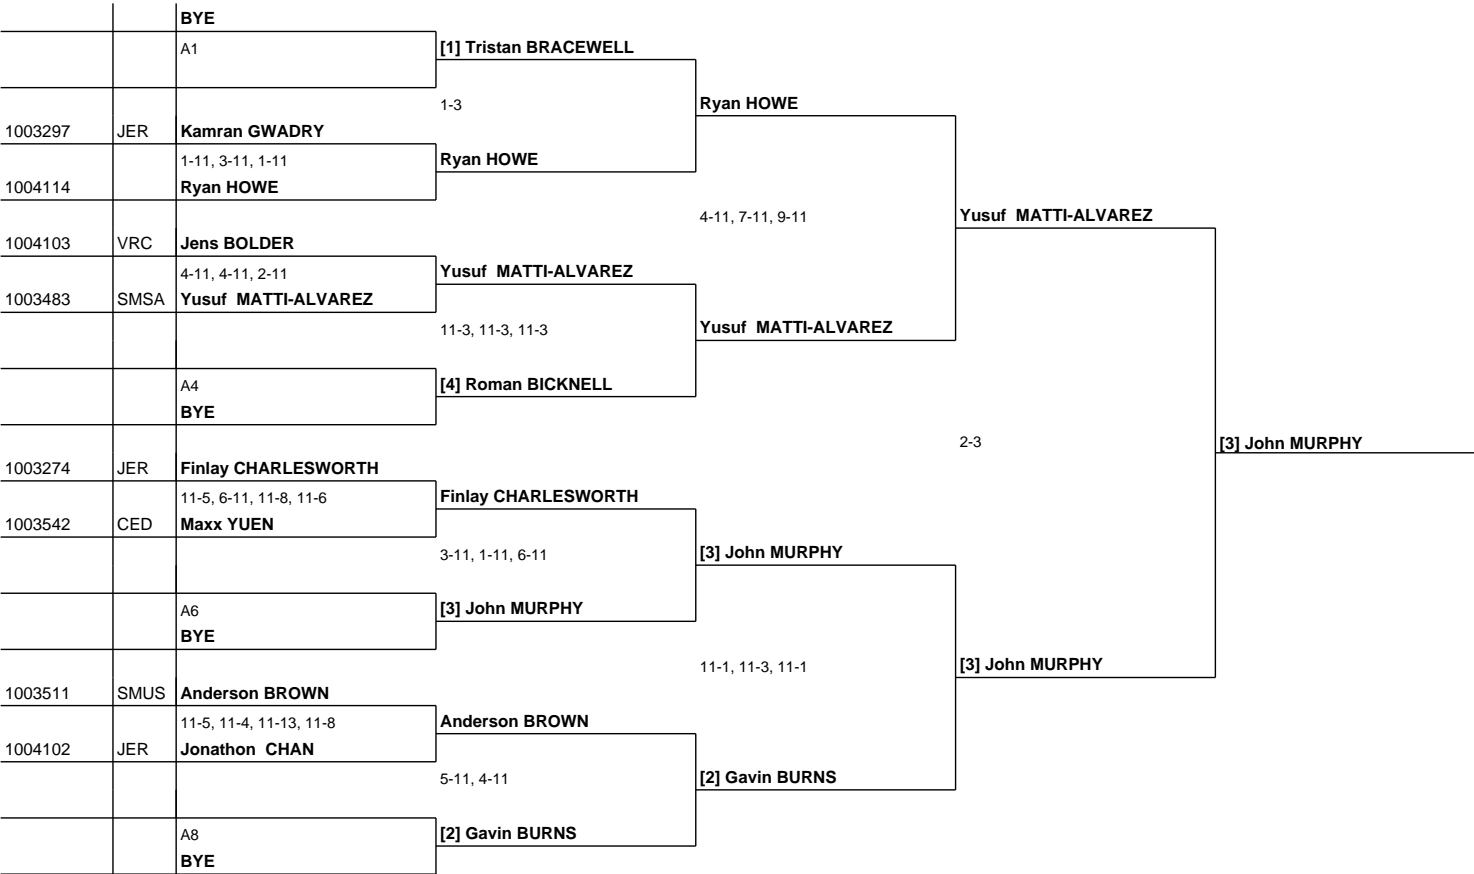 BYE
A1
[1] Tristan BRACEWELL
1-3
Ryan HOWE
1003297 JER Kamran GWADRY
1-11, 3-11, 1-11
Ryan HOWE
1004114 Ryan HOWE
4-11, 7-11, 9-11
Yusuf MATTI-ALVAREZ
1004103 VRC Jens BOLDER
4-11, 4-11, 2-11
Yusuf MATTI-ALVAREZ
1003483 SMSA Yusuf MATTI-ALVAREZ
11-3, 11-3, 11-3
Yusuf MATTI-ALVAREZ
A4
[4] Roman BICKNELL
BYE
2-3
[3] John MURPHY
1003274 JER Finlay CHARLESWORTH
11-5, 6-11, 11-8, 11-6
Finlay CHARLESWORTH
1003542 CED Maxx YUEN
3-11, 1-11, 6-11
[3] John MURPHY
A6
[3] John MURPHY
BYE
11-1, 11-3, 11-1
[3] John MURPHY
1003511 SMUS Anderson BROWN
11-5, 11-4, 11-13, 11-8
Anderson BROWN
1004102 JER Jonathon CHAN
5-11, 4-11
[2] Gavin BURNS
A8
[2] Gavin BURNS
BYE